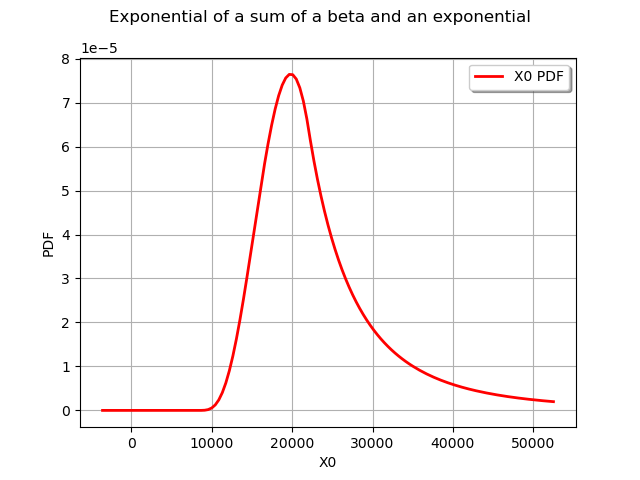 Exponential of a sum of a beta and an exponential
1e−5
X0 PDF
8
7
6
5
4
3
2
1
0
PDF
0 10000 20000 30000 40000 50000
X0